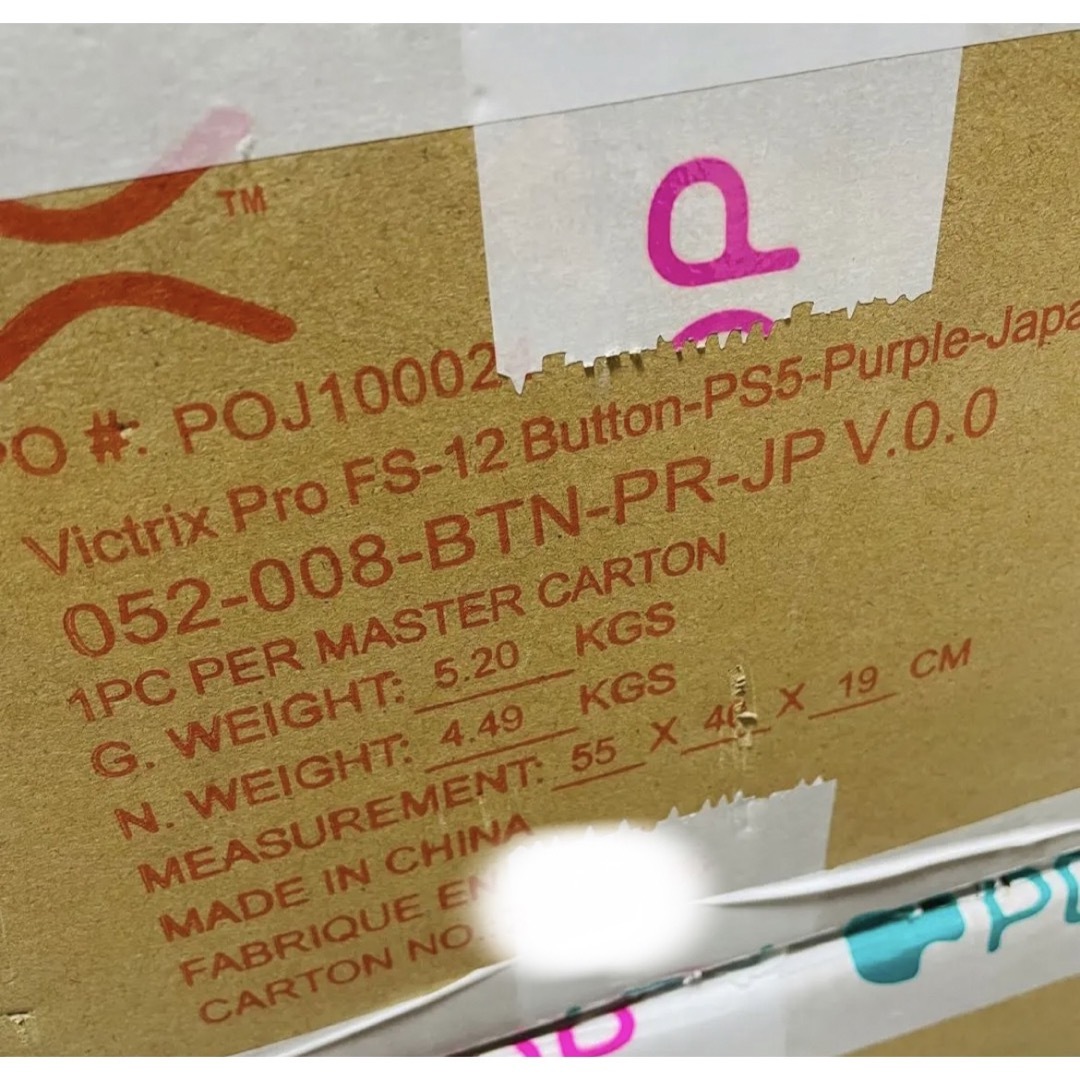 TM
PO #: POJ10002
Victrix Pro FS-12 Button-PS5-Purple-Japa
052-008-BTN-PR-JP V.0.0
1PC PER MASTER CARTON
G. WEIGHT: 5.20 KGS
N. WEIGHT: 4.49 KGS
MEASUREMENT: 55 X 46 X 19 CM
MADE IN CHINA
FABRIQUE EN
CARTON NO.